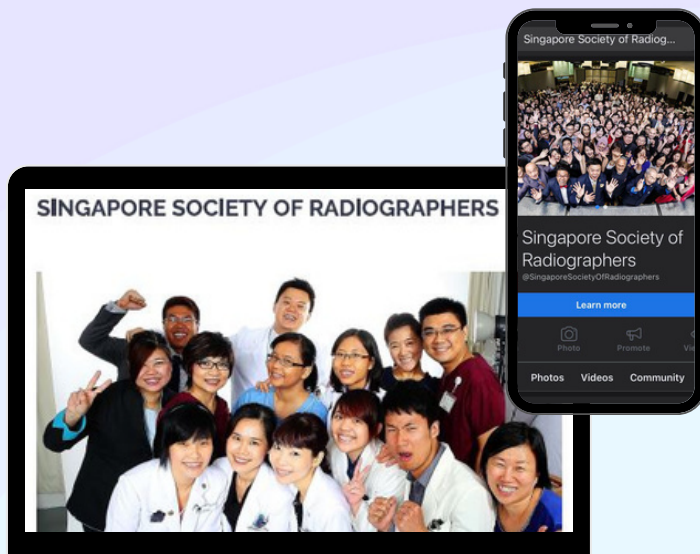 SINGAPORE SOCIETY OF RADIOGRAPHERS
Singapore Society of Radiog...
Singapore Society of
Radiographers
@SingaporeSocietyOfRadiographers
Learn more
Photo
Promote
Photos
Videos
Community